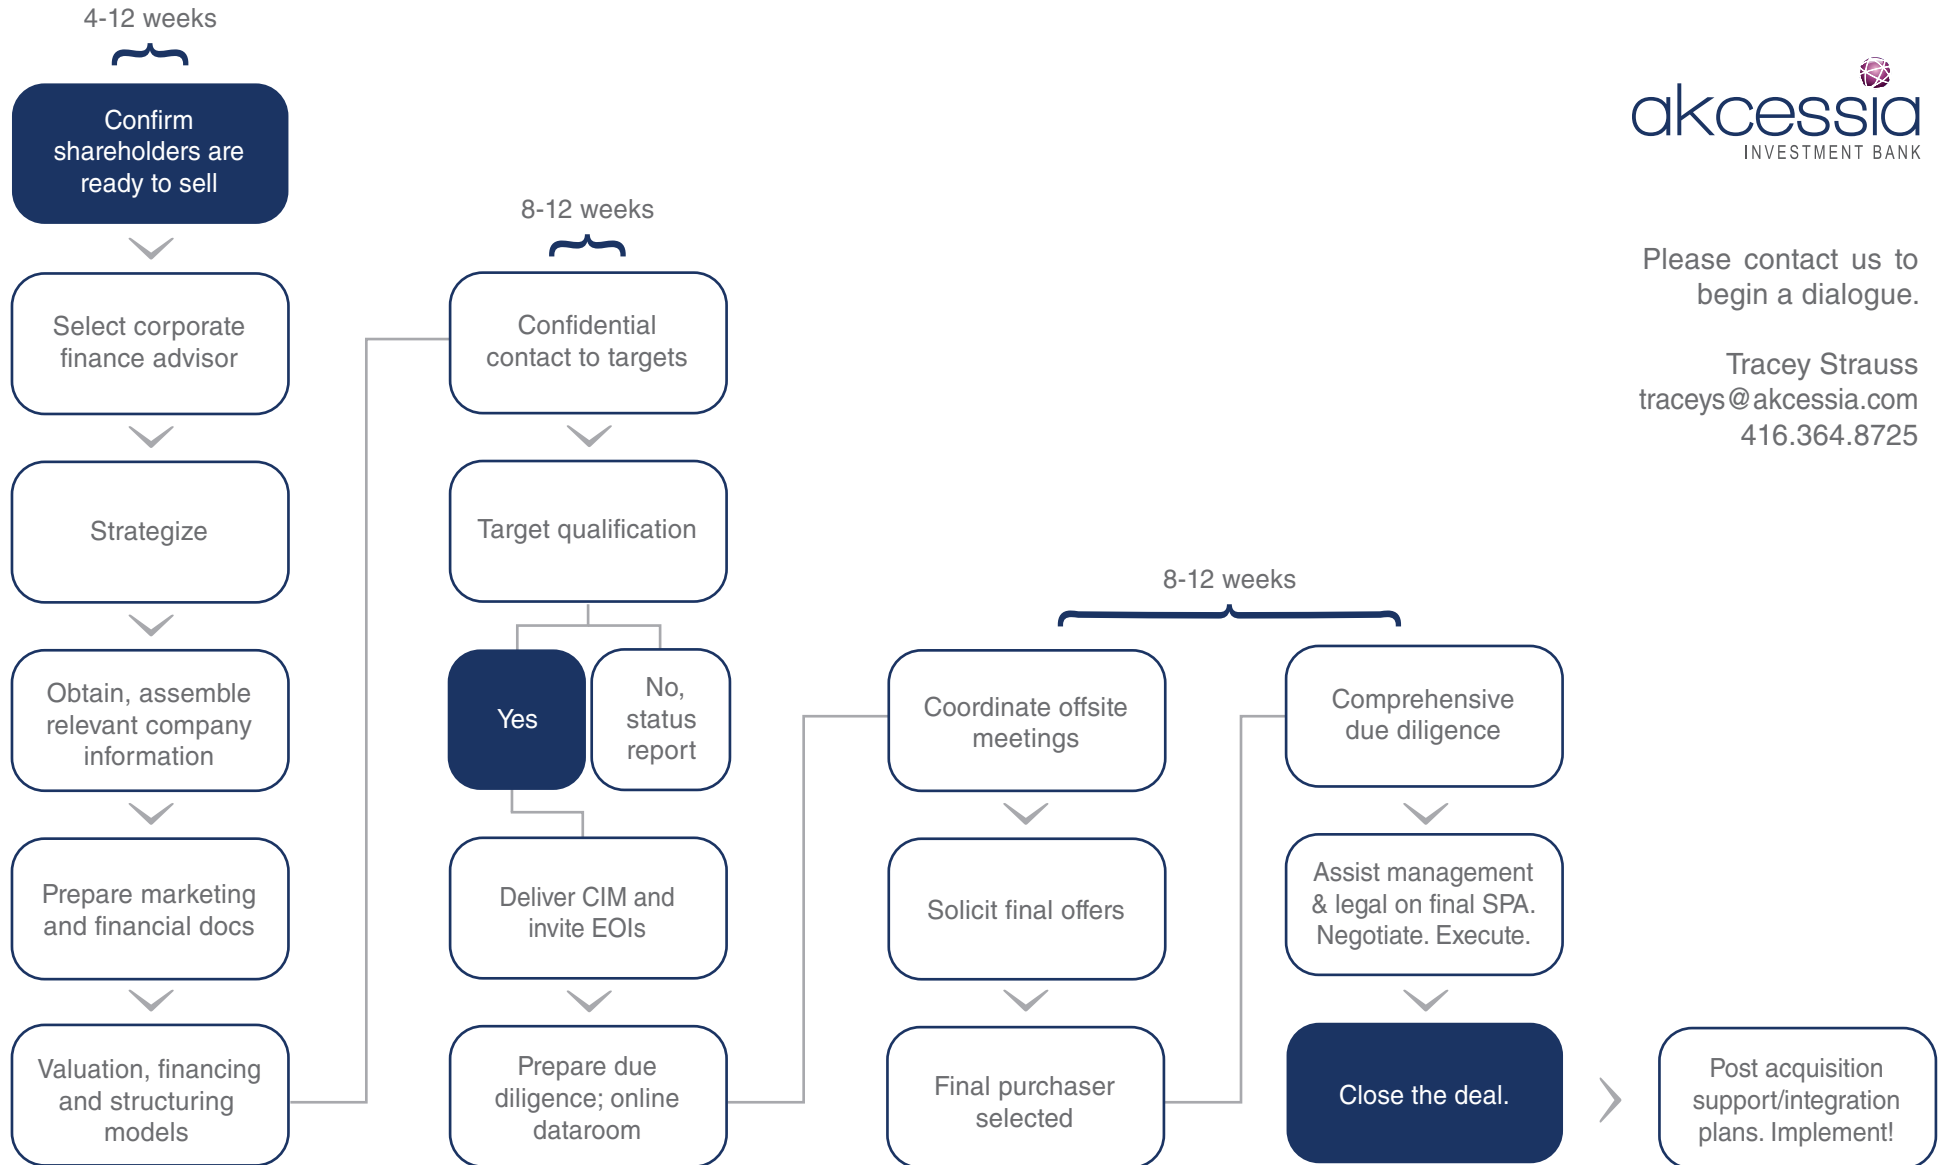 4-12 weeks
Confirm
shareholders are
ready to sell
Select corporate
finance advisor
Strategize
Obtain, assemble
relevant company
information
Prepare marketing
and financial docs
Valuation, financing
and structuring
models
8-12 weeks
Confidential
contact to targets
Target qualification
Yes
No,
status
report
Deliver CIM and
invite EOIs
Prepare due
diligence; online
dataroom
8-12 weeks
Coordinate offsite
meetings
Solicit final offers
Final purchaser
selected
Comprehensive
due diligence
Assist management
& legal on final SPA.
Negotiate. Execute.
Close the deal.
Post acquisition
support/integration
plans. Implement!
akcessia
INVESTMENT BANK
Please contact us to
begin a dialogue.
Tracey Strauss
traceys@akcessia.com
416.364.8725